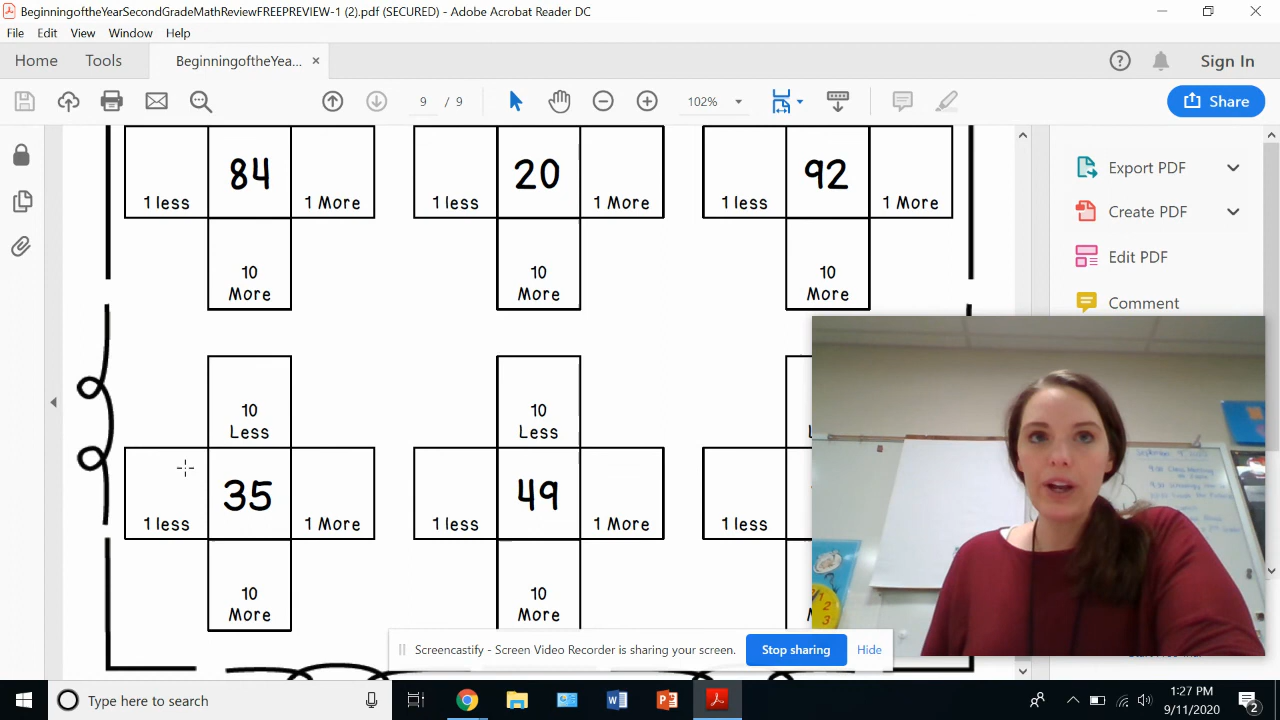 BeginningoftheYearSecondGradeMathReviewFREEPREVIEW-1 (2).pdf (SECURED) - Adobe Acrobat Reader DC
File Edit View Window Help
Home Tools BeginningoftheYea... × Sign In
9 / 9 102% Share
84 20 92
1 less 1 More 1 less 1 More 1 less 1 More
10 More 10 More 10 More
Export PDF
Create PDF
Edit PDF
Comment
10 Less 10 Less
35 49
1 less 1 More 1 less 1 More 1 less
10 More 10 More
Screencastify - Screen Video Recorder is sharing your screen. Stop sharing Hide
Type here to search
1:27 PM
9/11/2020
2